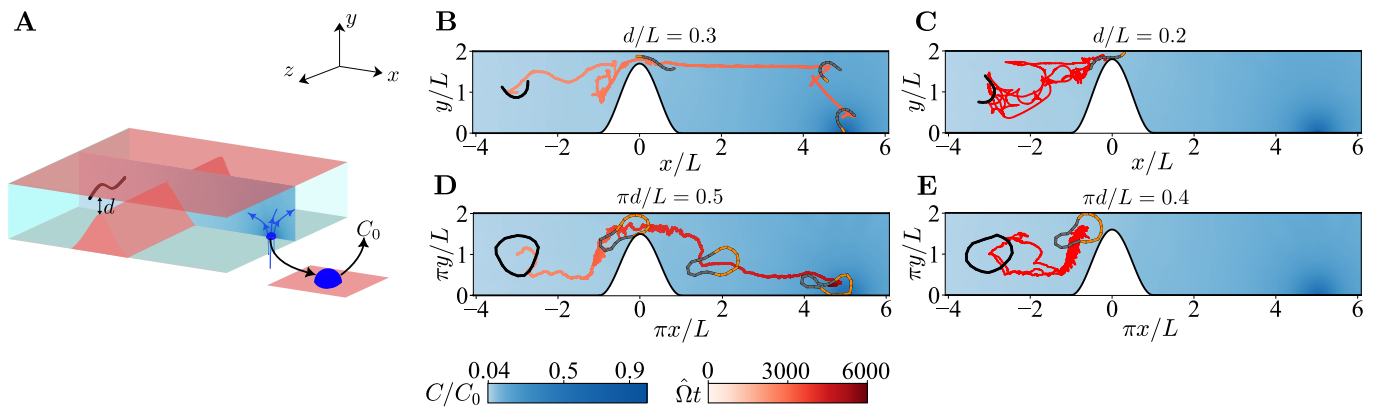 A
y
z
x
d
C₀
B
d/L = 0.3
y/L
2
1
0
−4 −2 0 2 4 6
x/L
C
d/L = 0.2
y/L
2
1
0
−4 −2 0 2 4 6
x/L
D
πd/L = 0.5
πy/L
2
1
0
−4 −2 0 2 4 6
πx/L
E
πd/L = 0.4
πy/L
2
1
0
−4 −2 0 2 4 6
πx/L
0.04 0.5 0.9
C/C₀
0 3000 6000
Ω̂t